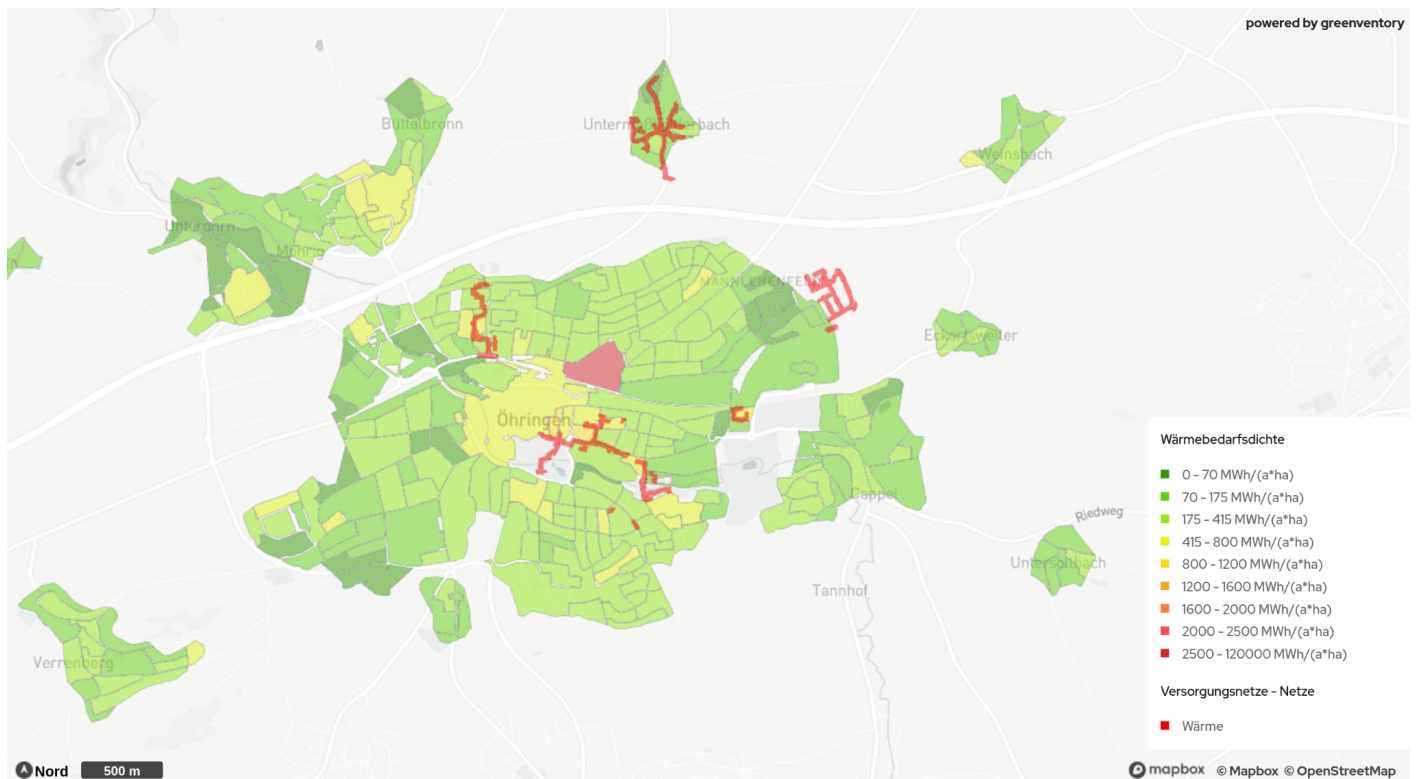 powered by greenventory
Büttelbronn
Weinsbach
Unterohrn
Möhrig
Eckartsweiler
Öhringen
Cappel
Riedweg
Untersöllbach
Tannhof
Verrenberg
Wärmebedarfsdichte
0 - 70 MWh/(a*ha)
70 - 175 MWh/(a*ha)
175 - 415 MWh/(a*ha)
415 - 800 MWh/(a*ha)
800 - 1200 MWh/(a*ha)
1200 - 1600 MWh/(a*ha)
1600 - 2000 MWh/(a*ha)
2000 - 2500 MWh/(a*ha)
2500 - 120000 MWh/(a*ha)
Versorgungsnetze - Netze
Wärme
Nord
500 m
mapbox © Mapbox © OpenStreetMap